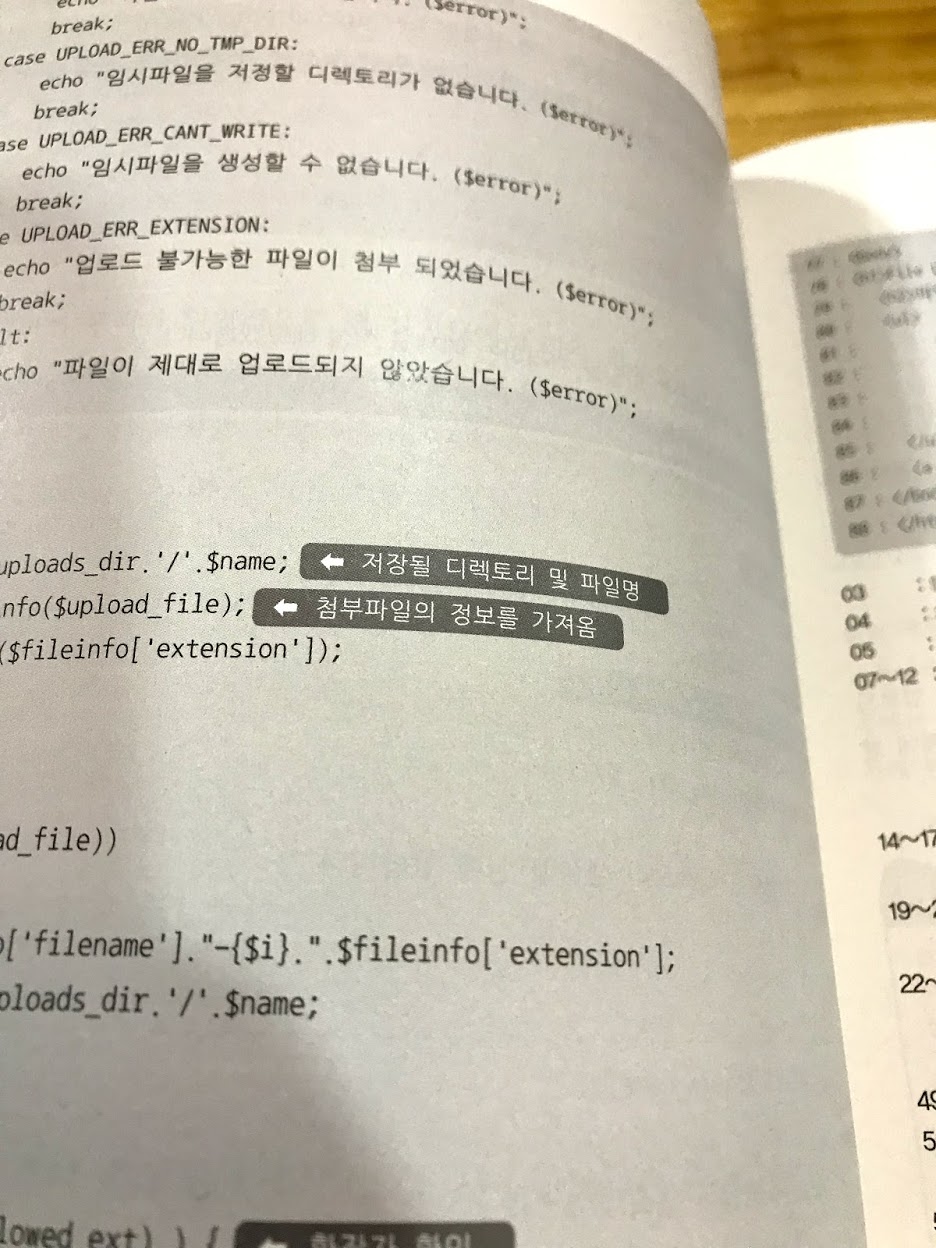 ($error)";
break;
case UPLOAD_ERR_NO_TMP_DIR:
echo "임시파일을 저정할 디렉토리가 없습니다. ($error)";
break;
ase UPLOAD_ERR_CANT_WRITE:
echo "임시파일을 생성할 수 없습니다. ($error)";
break;
e UPLOAD_ERR_EXTENSION:
echo "업로드 불가능한 파일이 첨부 되었습니다. ($error)";
break;
lt:
cho "파일이 제대로 업로드되지 않았습니다. ($error)";
uploads_dir.'/'.$name; ⬅ 저장될 디렉토리 및 파일명
nfo($upload_file); ⬅ 첨부파일의 정보를 가져옴
($fileinfo['extension']);
ad_file))
o['filename']."-{$i}.".$fileinfo['extension'];
ploads_dir.'/'.$name;
lowed_ext) ) {
85 :
86 :
87 :
88 :
03
04
05
07~12
14~17
19~2
22~
49
5